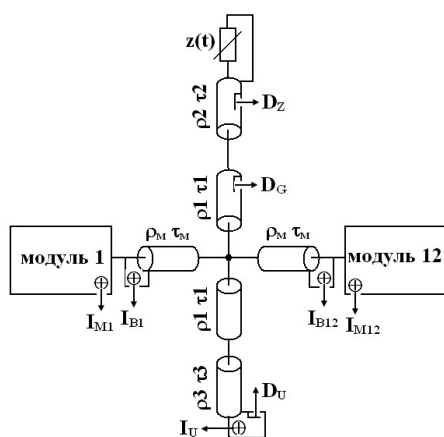 z(t)
ρ2 τ2
D_Z
ρ1 τ1
D_G
ρ_M τ_M
ρ_M τ_M
модуль 1
модуль 12
I_M1
I_B1
ρ1 τ1
I_B12
I_M12
ρ3 τ3
D_U
I_U